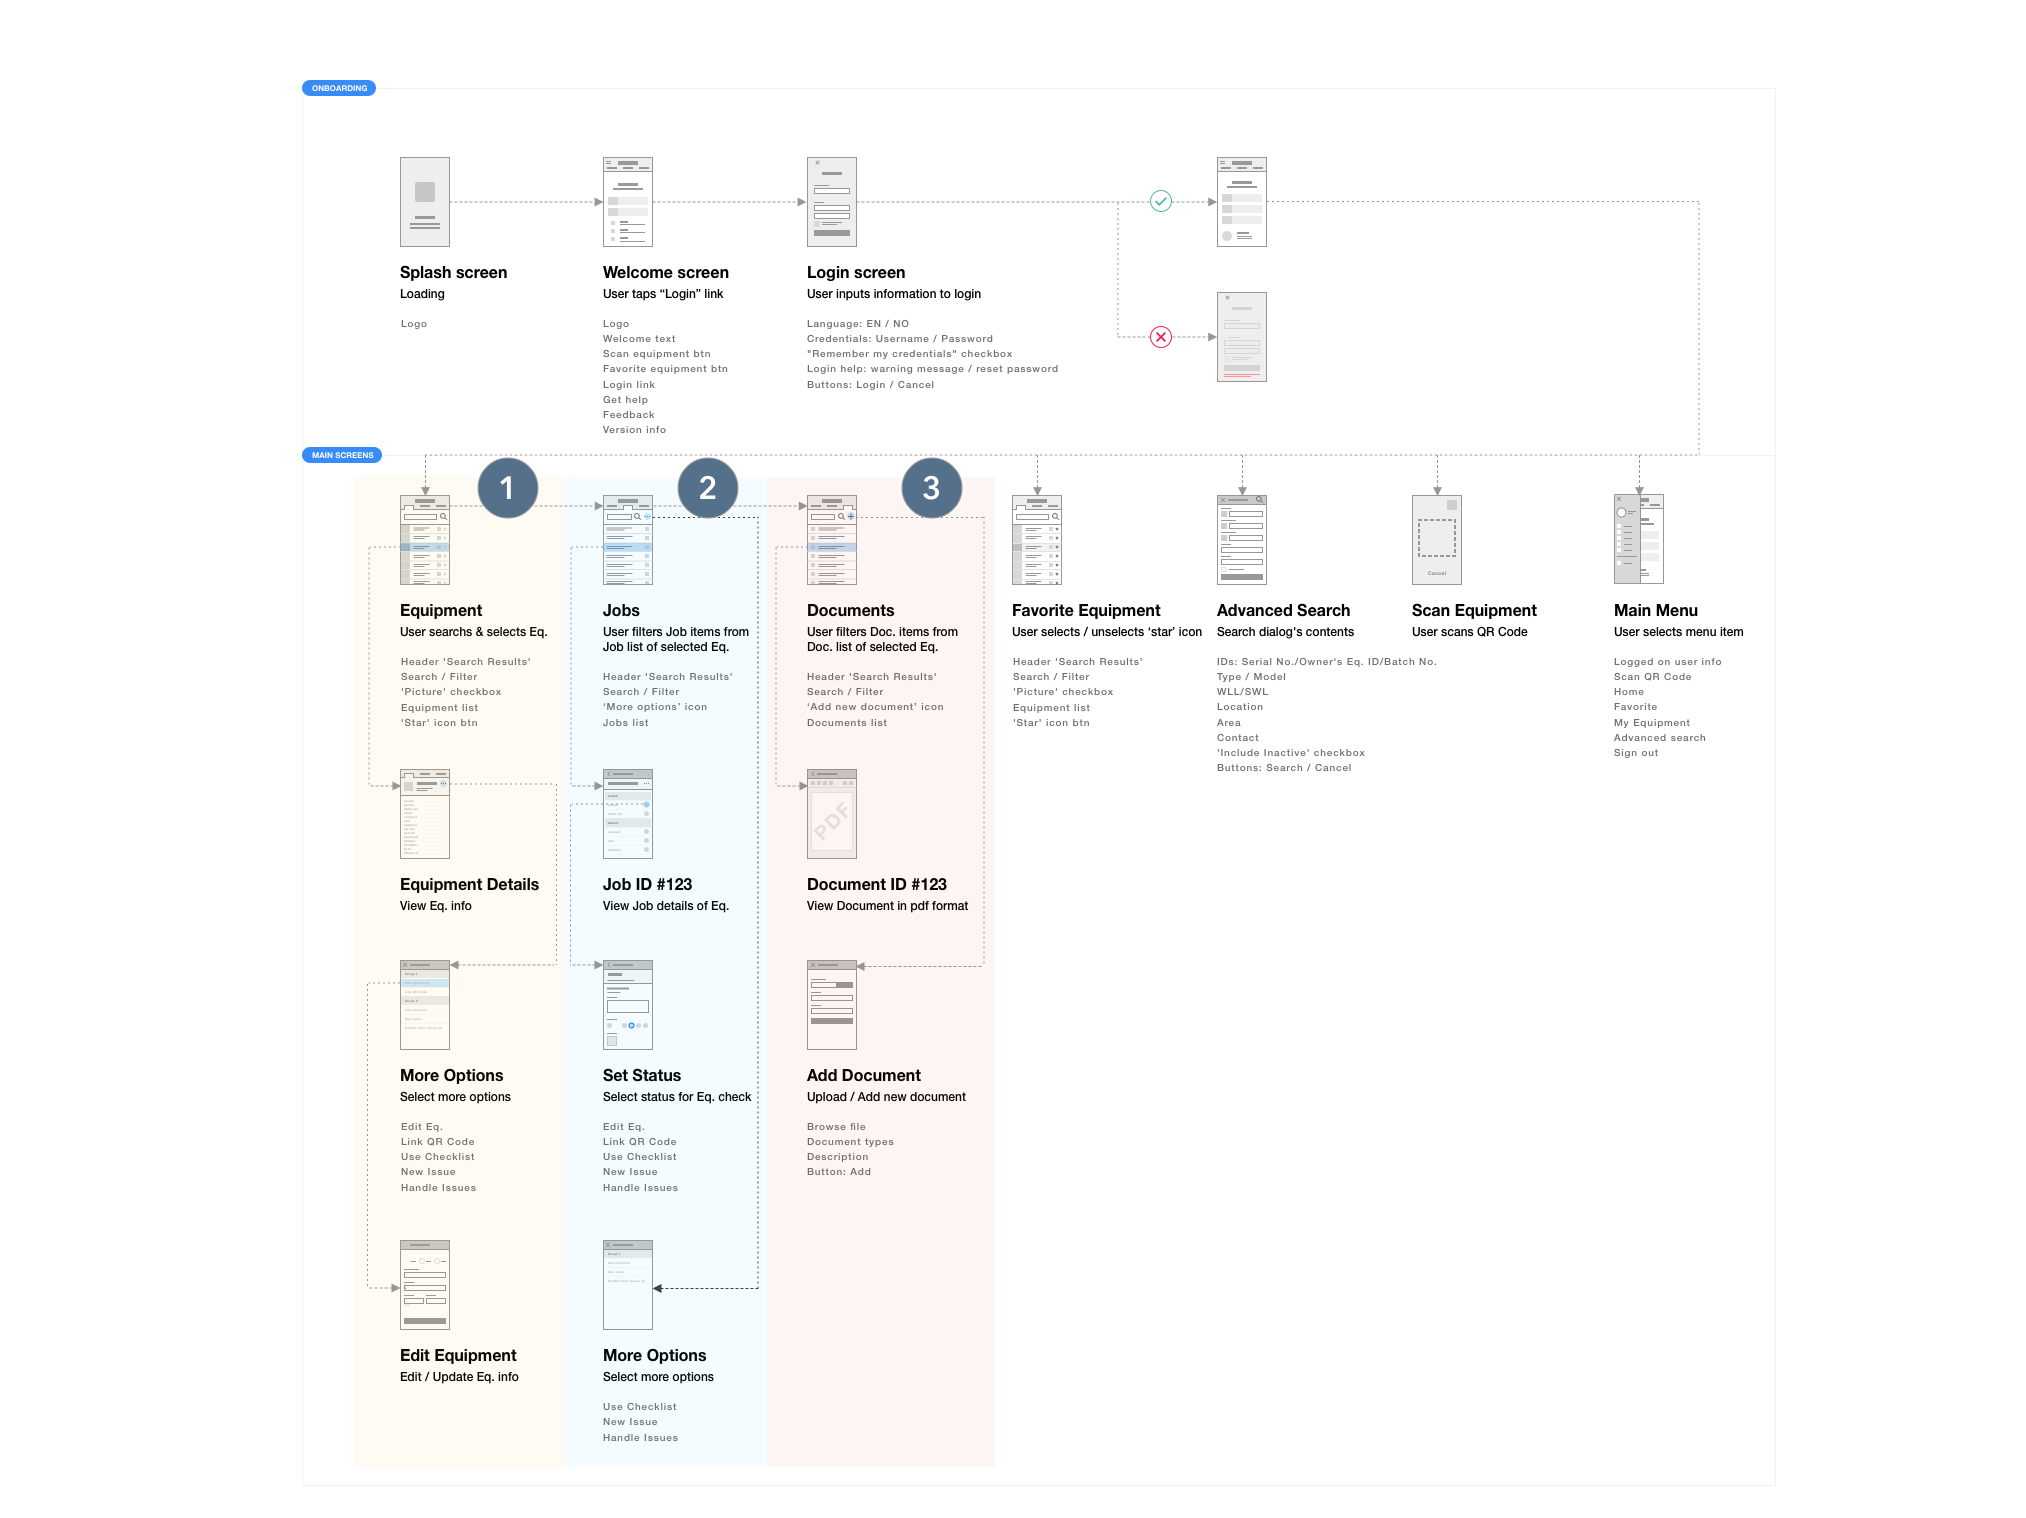 ONBOARDING
Splash screen
Loading
Logo
Welcome screen
User taps “Login” link
Logo
Welcome text
Scan equipment btn
Favorite equipment btn
Login link
Get help
Feedback
Version info
Login screen
User inputs information to login
Language: EN / NO
Credentials: Username / Password
"Remember my credentials" checkbox
Login help: warning message / reset password
Buttons: Login / Cancel
MAIN SCREENS
1
2
3
Equipment
User searchs & selects Eq.
Header 'Search Results'
Search / Filter
'Picture' checkbox
Equipment list
'Star' icon btn
Jobs
User filters Job items from
Job list of selected Eq.
Header 'Search Results'
Search / Filter
‘More options’ icon
Jobs list
Documents
User filters Doc. items from
Doc. list of selected Eq.
Header 'Search Results'
Search / Filter
‘Add new document’ icon
Documents list
Favorite Equipment
User selects / unselects ‘star’ icon
Header 'Search Results'
Search / Filter
'Picture' checkbox
Equipment list
'Star' icon btn
Advanced Search
Search dialog's contents
IDs: Serial No./Owner's Eq. ID/Batch No.
Type / Model
WLL/SWL
Location
Area
Contact
'Include Inactive' checkbox
Buttons: Search / Cancel
Cancel
Scan Equipment
User scans QR Code
Main Menu
User selects menu item
Logged on user info
Scan QR Code
Home
Favorite
My Equipment
Advanced search
Sign out
Equipment Details
View Eq. info
Job ID #123
View Job details of Eq.
PDF
Document ID #123
View Document in pdf format
More Options
Select more options
Edit Eq.
Link QR Code
Use Checklist
New Issue
Handle Issues
Set Status
Select status for Eq. check
Edit Eq.
Link QR Code
Use Checklist
New Issue
Handle Issues
Add Document
Upload / Add new document
Browse file
Document types
Description
Button: Add
Edit Equipment
Edit / Update Eq. info
More Options
Select more options
Use Checklist
New Issue
Handle Issues